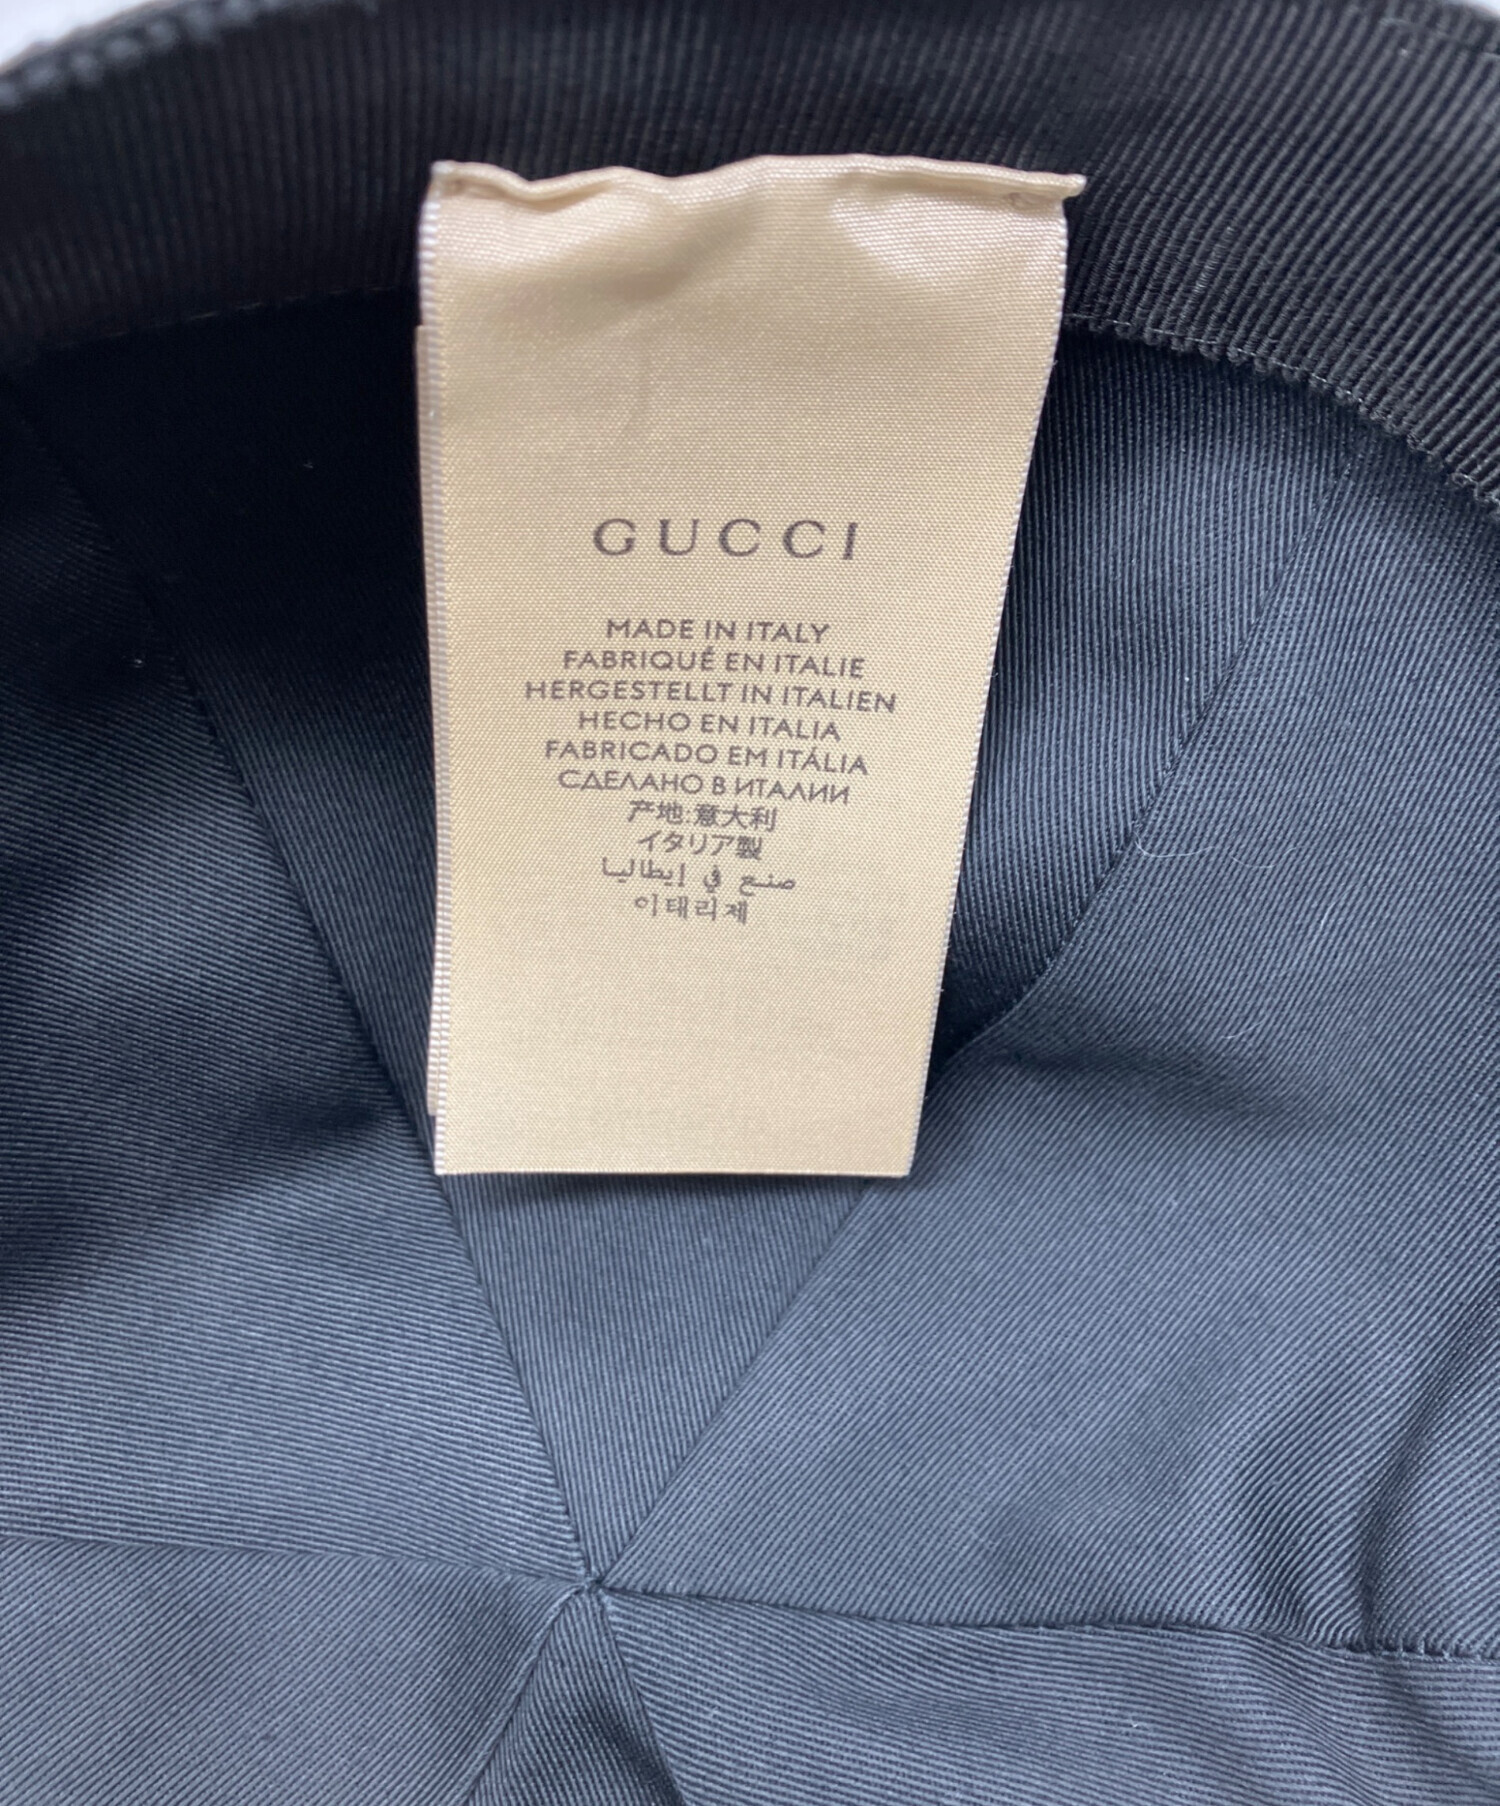 GUCCI
MADE IN ITALY
FABRIQUÉ EN ITALIE
HERGESTELLT IN ITALIEN
HECHO EN ITALIA
FABRICADO EM ITÁLIA
СДЕЛАНО В ИТАЛИИ
产地:意大利
イタリア製
صنع في إيطاليا
이태리제